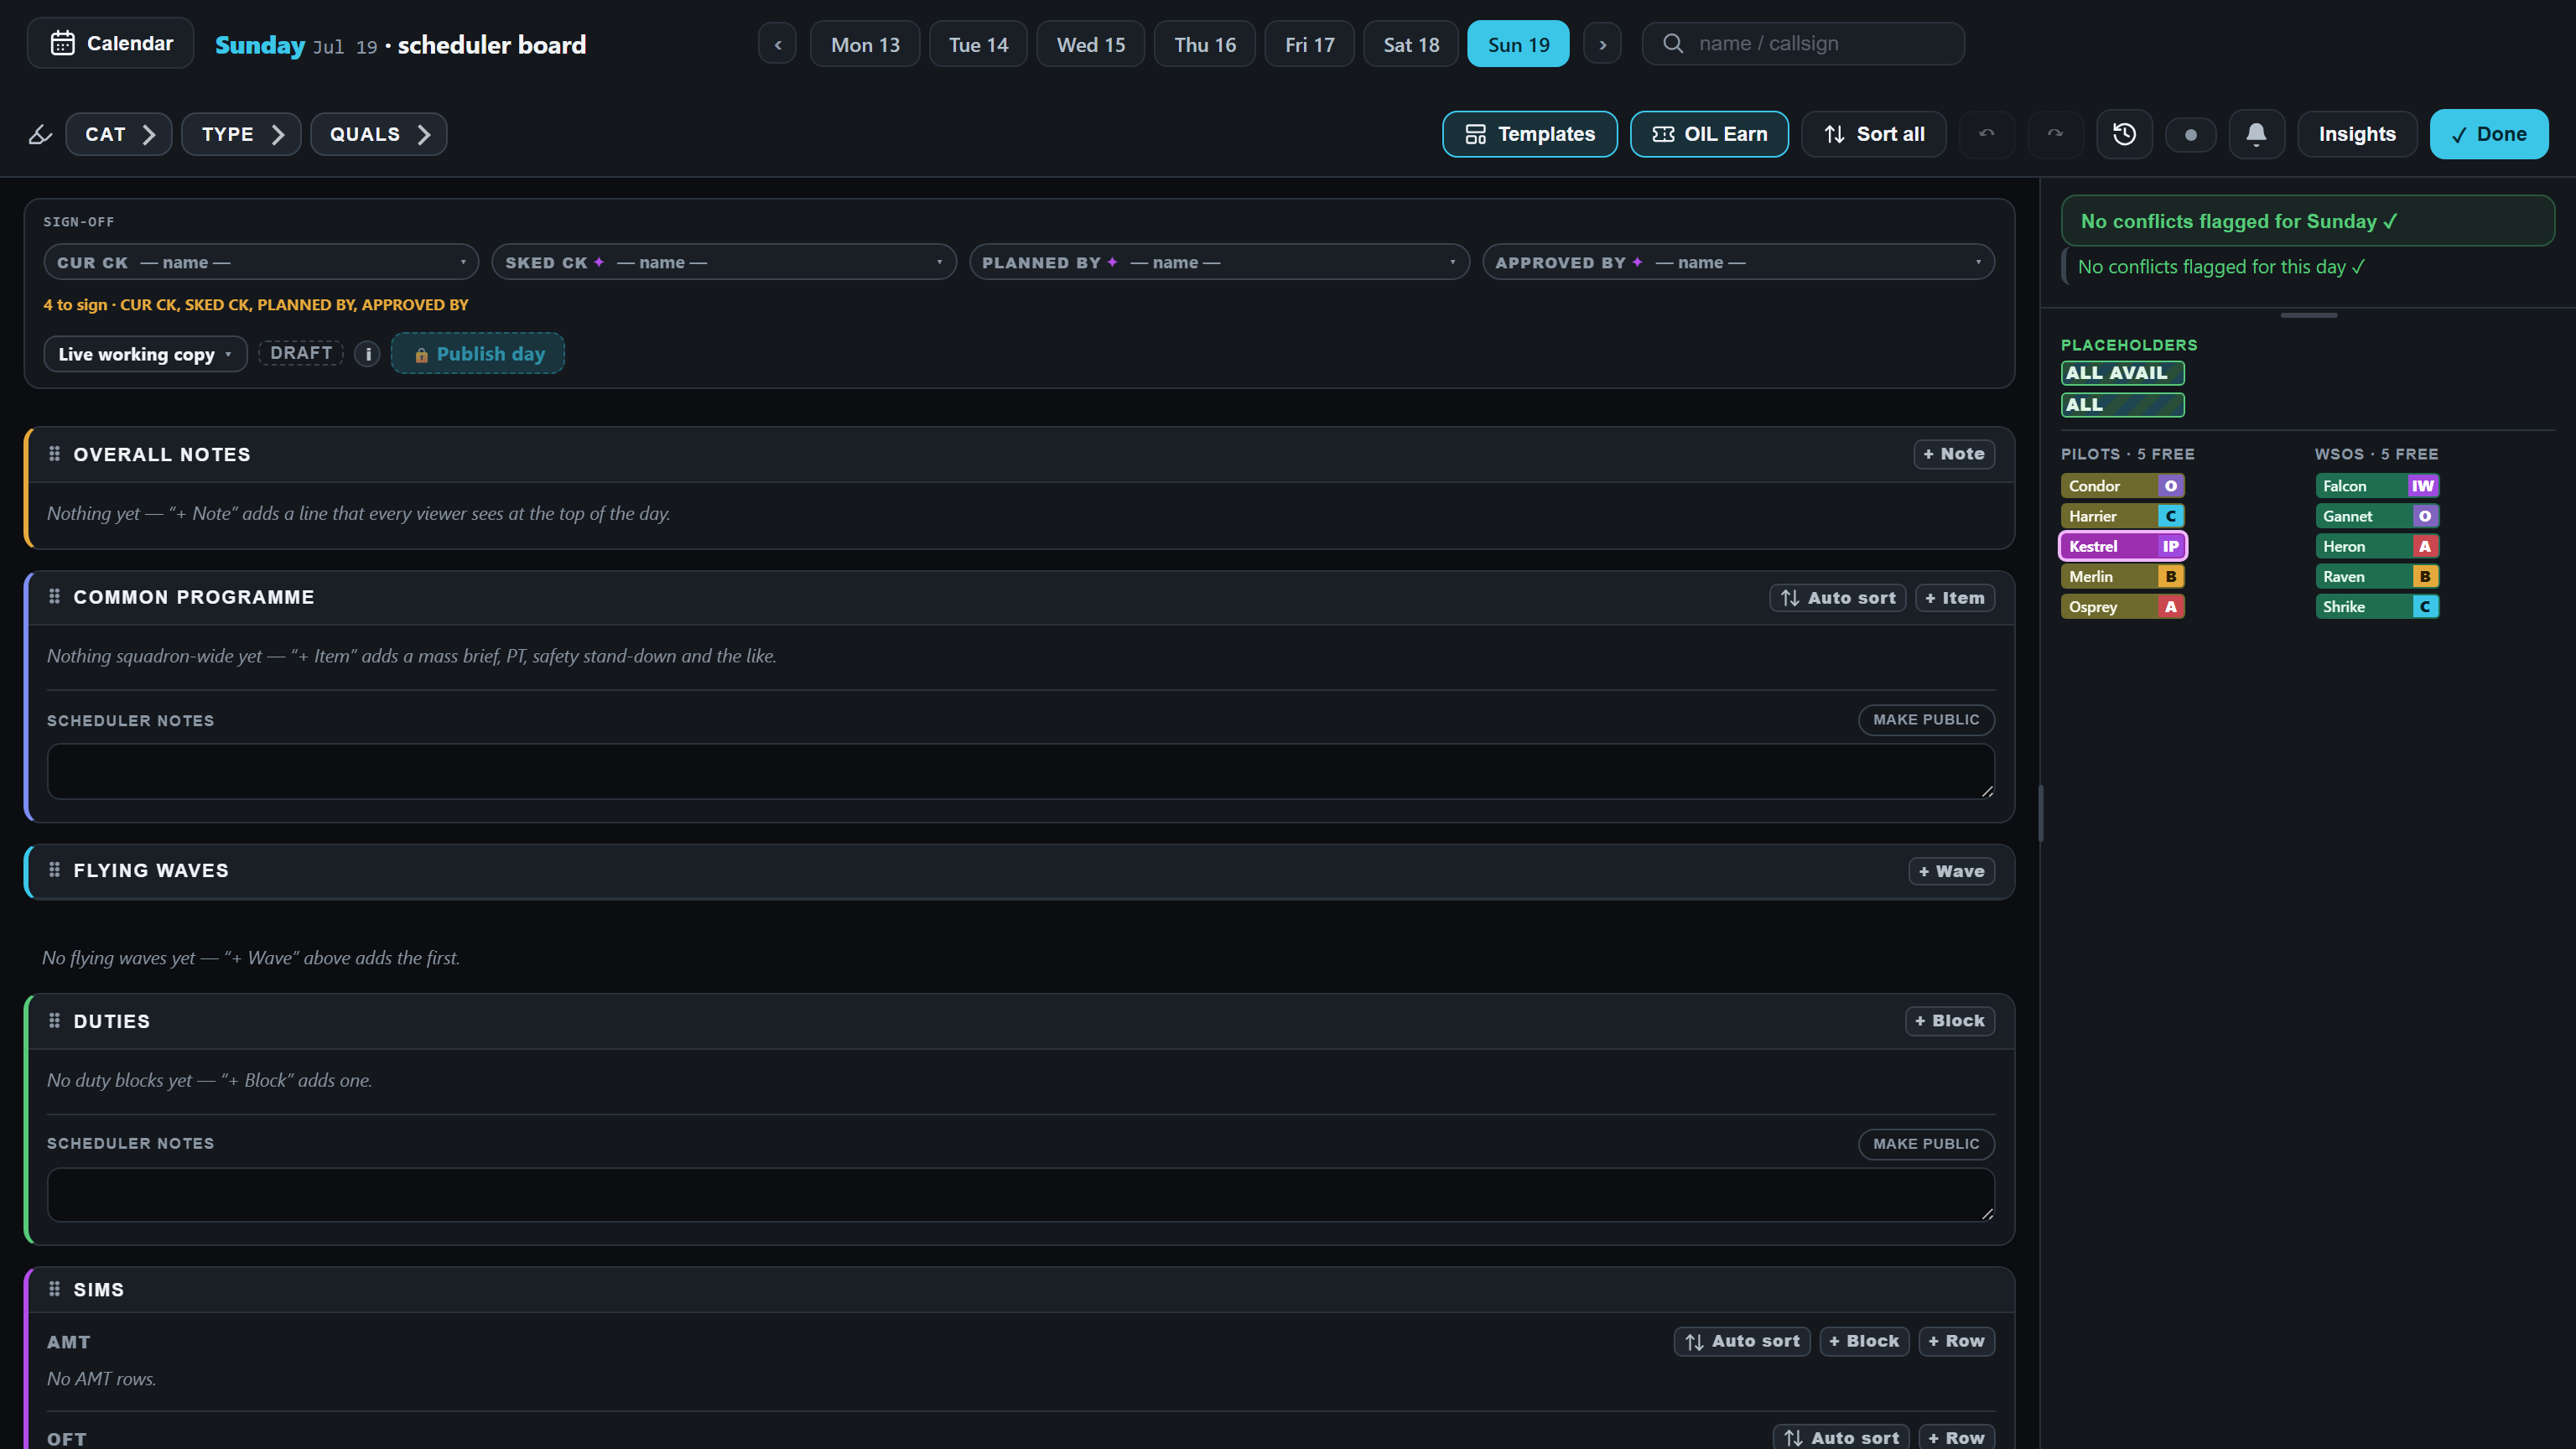 Calendar Sunday Jul 19 • scheduler board ‹ Mon 13 Tue 14 Wed 15 Thu 16 Fri 17 Sat 18 Sun 19 › name / callsign
CAT TYPE QUALS Templates OIL Earn Sort all Insights ✓ Done
SIGN-OFF
CUR CK — name — SKED CK ✦ — name — PLANNED BY ✦ — name — APPROVED BY ✦ — name —
4 to sign · CUR CK, SKED CK, PLANNED BY, APPROVED BY
Live working copy DRAFT i Publish day
OVERALL NOTES + Note
Nothing yet — “+ Note” adds a line that every viewer sees at the top of the day.
COMMON PROGRAMME Auto sort + Item
Nothing squadron-wide yet — “+ Item” adds a mass brief, PT, safety stand-down and the like.
SCHEDULER NOTES MAKE PUBLIC
FLYING WAVES + Wave
No flying waves yet — “+ Wave” above adds the first.
DUTIES + Block
No duty blocks yet — “+ Block” adds one.
SCHEDULER NOTES MAKE PUBLIC
SIMS
AMT Auto sort + Block + Row
No AMT rows.
OFT Auto sort + Row
No conflicts flagged for Sunday ✓
No conflicts flagged for this day ✓
PLACEHOLDERS
ALL AVAIL
ALL
PILOTS · 5 FREE WSOS · 5 FREE
Condor O Falcon IW
Harrier C Gannet O
Kestrel IP Heron A
Merlin B Raven B
Osprey A Shrike C